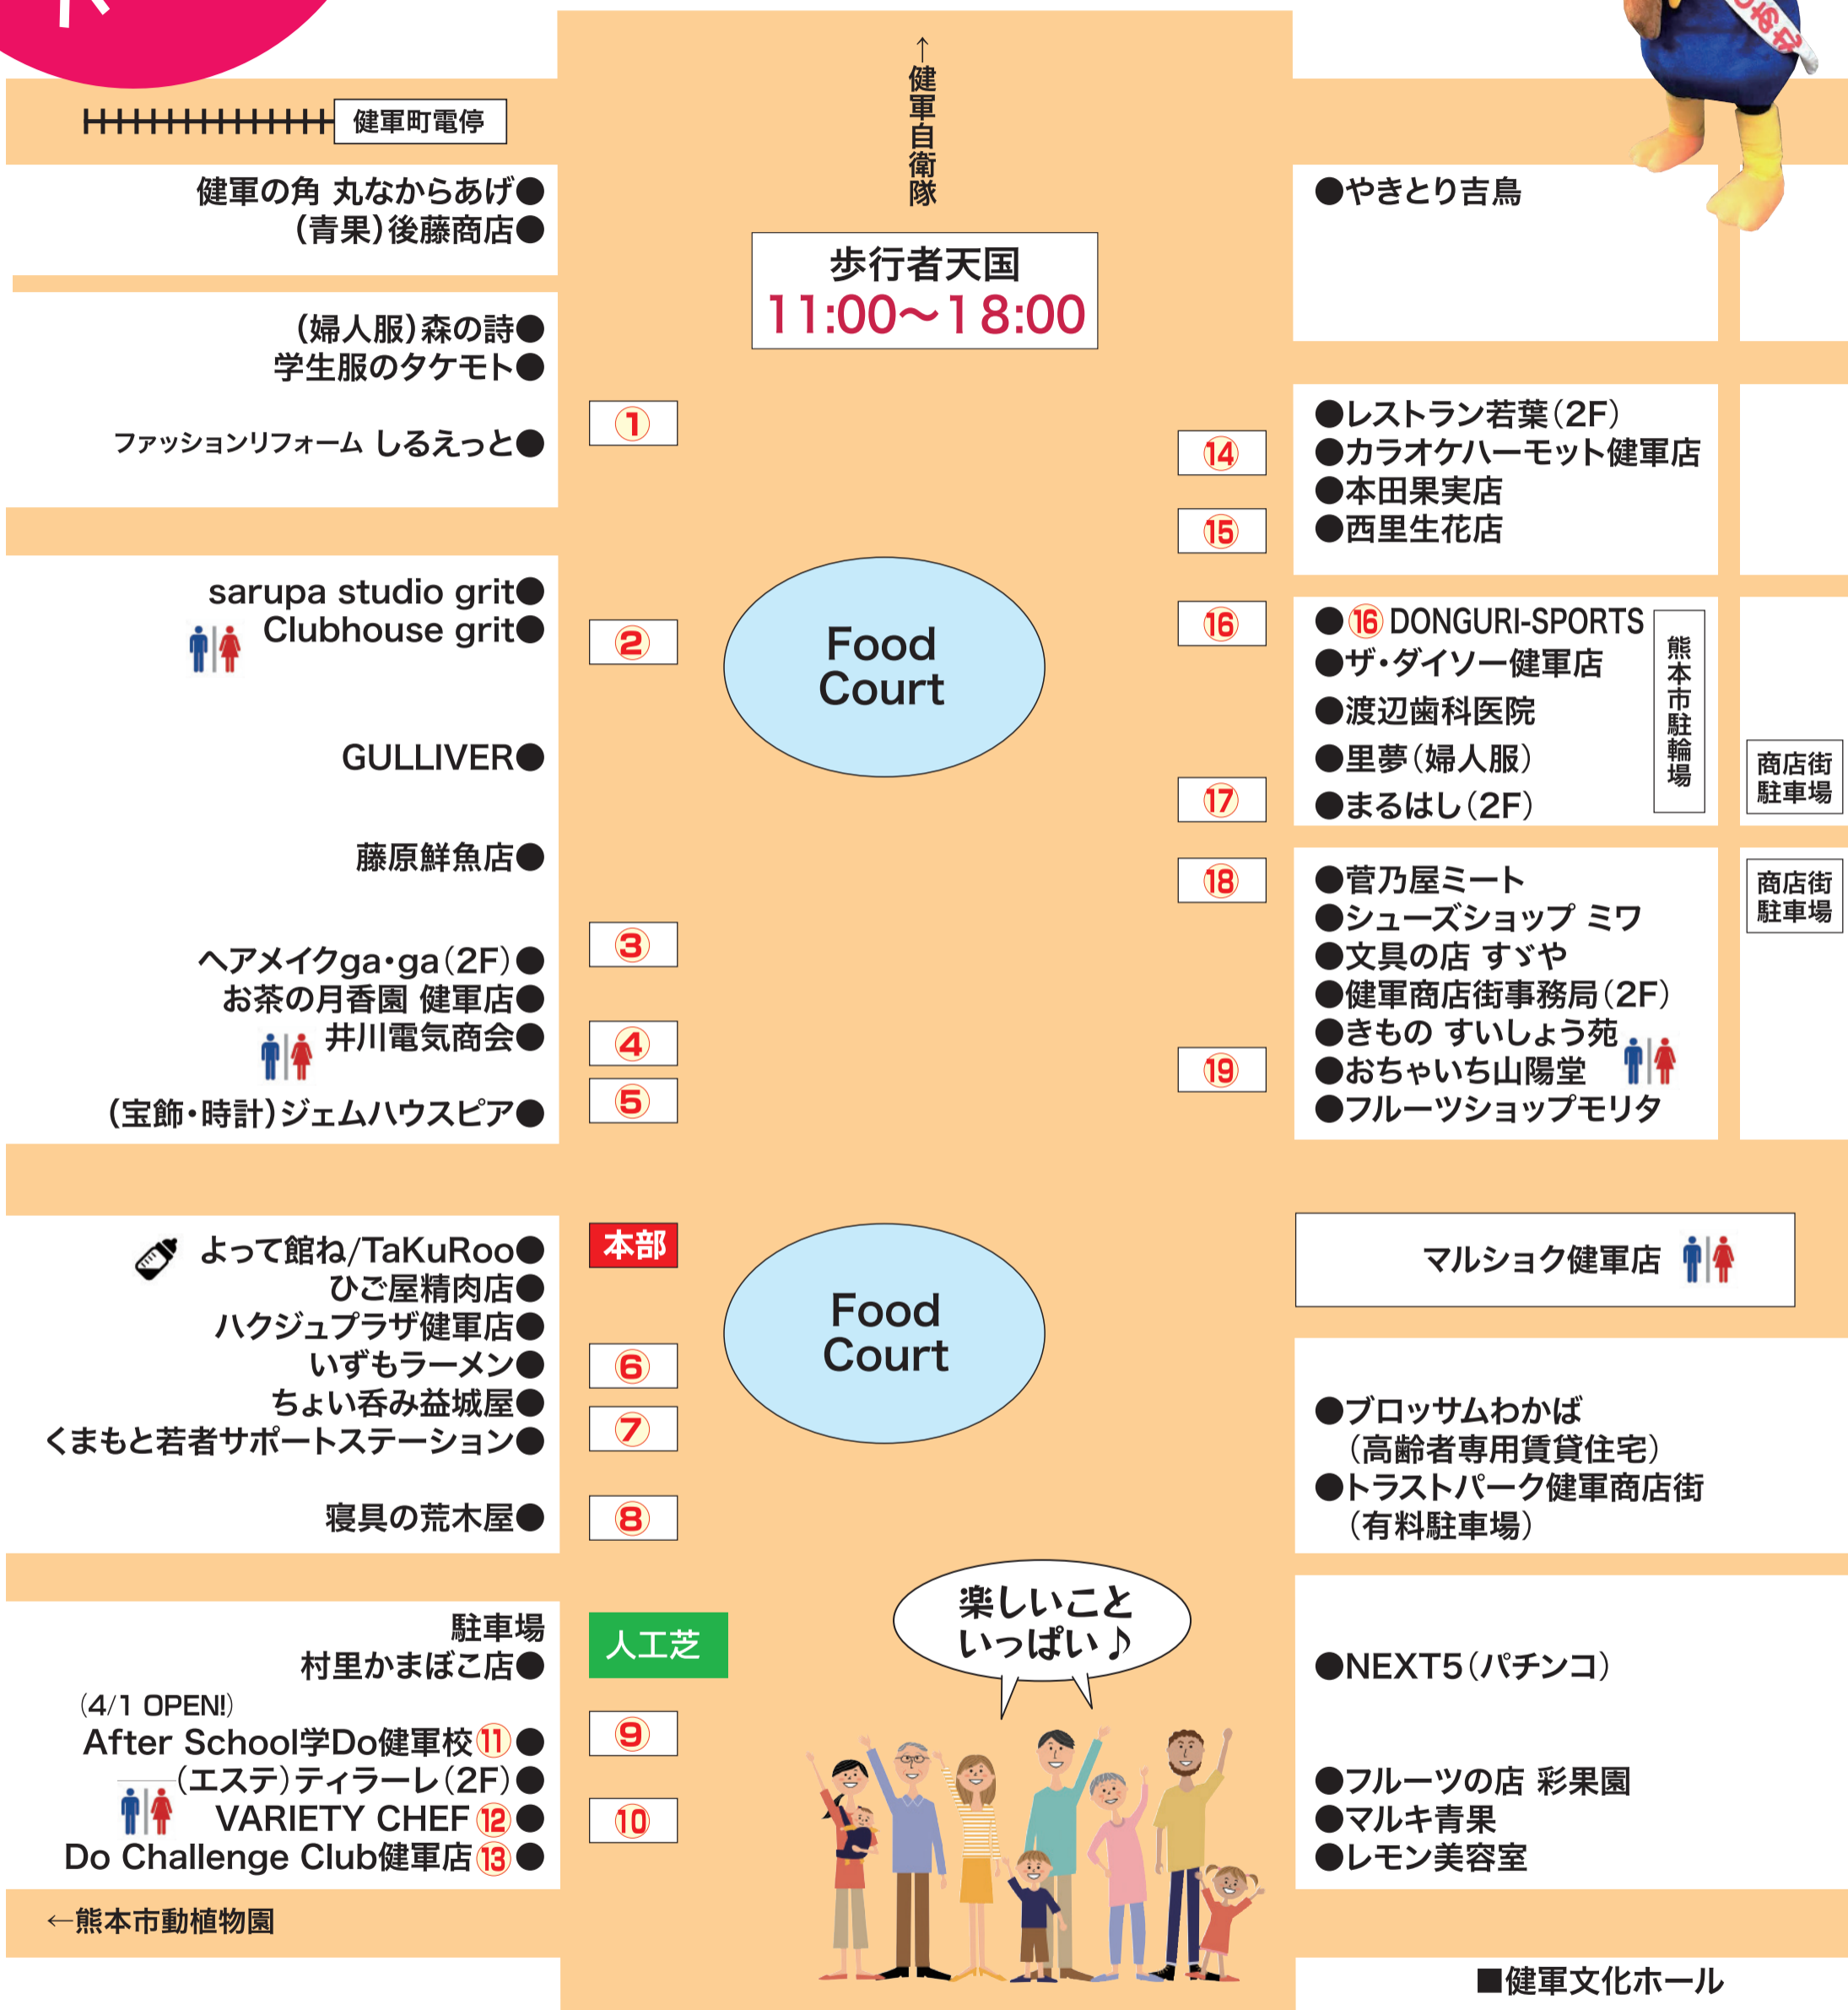 ↑健軍自衛隊
健軍町電停
歩行者天国
11:00〜18:00
健軍の角 丸なからあげ●
(青果)後藤商店●
(婦人服)森の詩●
学生服のタケモト●
ファッションリフォーム しるえっと●
sarupa studio grit●
Clubhouse grit●
GULLIVER●
藤原鮮魚店●
ヘアメイクga・ga(2F)●
お茶の月香園 健軍店●
井川電気商会●
(宝飾・時計)ジェムハウスピア●
よって館ね/TaKuRoo●
ひご屋精肉店●
ハクジュプラザ健軍店●
いずもラーメン●
ちょい呑み益城屋●
くまもと若者サポートステーション●
寝具の荒木屋●
駐車場
村里かまぼこ店●
(4/1 OPEN!)
After School学Do健軍校⑪●
(エステ)ティラーレ(2F)●
VARIETY CHEF⑫●
Do Challenge Club健軍店⑬●
←熊本市動植物園
①
②
③
④
⑤
本部
⑥
⑦
⑧
人工芝
⑨
⑩
Food
Court
Food
Court
楽しいこと
いっぱい♪
⑭
⑮
⑯
⑰
⑱
⑲
●やきとり吉鳥
●レストラン若葉(2F)
●カラオケハーモット健軍店
●本田果実店
●西里生花店
●⑯DONGURI-SPORTS
●ザ・ダイソー健軍店
●渡辺歯科医院
●里夢(婦人服)
●まるはし(2F)
熊本市駐輪場
商店街
駐車場
●菅乃屋ミート
●シューズショップ ミワ
●文具の店 すゞや
●健軍商店街事務局(2F)
●きもの すいしょう苑
●おちゃいち山陽堂
●フルーツショップモリタ
商店街
駐車場
マルショク健軍店
●ブロッサムわかば
(高齢者専用賃貸住宅)
●トラストパーク健軍商店街
(有料駐車場)
●NEXT5(パチンコ)
●フルーツの店 彩果園
●マルキ青果
●レモン美容室
■健軍文化ホール